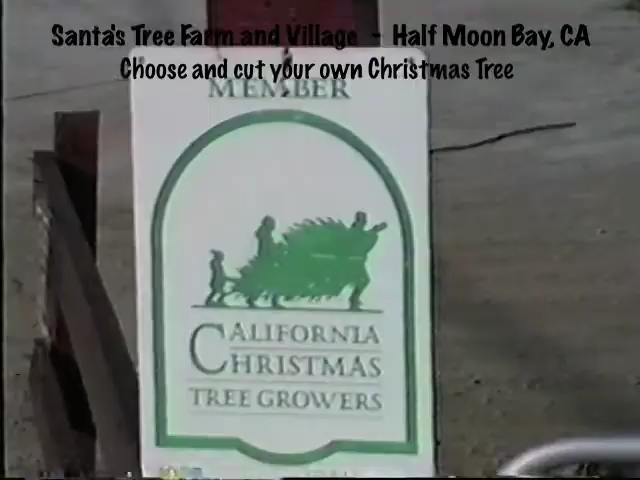 Santa's Tree Farm and Village - Half Moon Bay, CA
Choose and cut your own Christmas Tree
MEMBER
CALIFORNIA
CHRISTMAS
TREE GROWERS